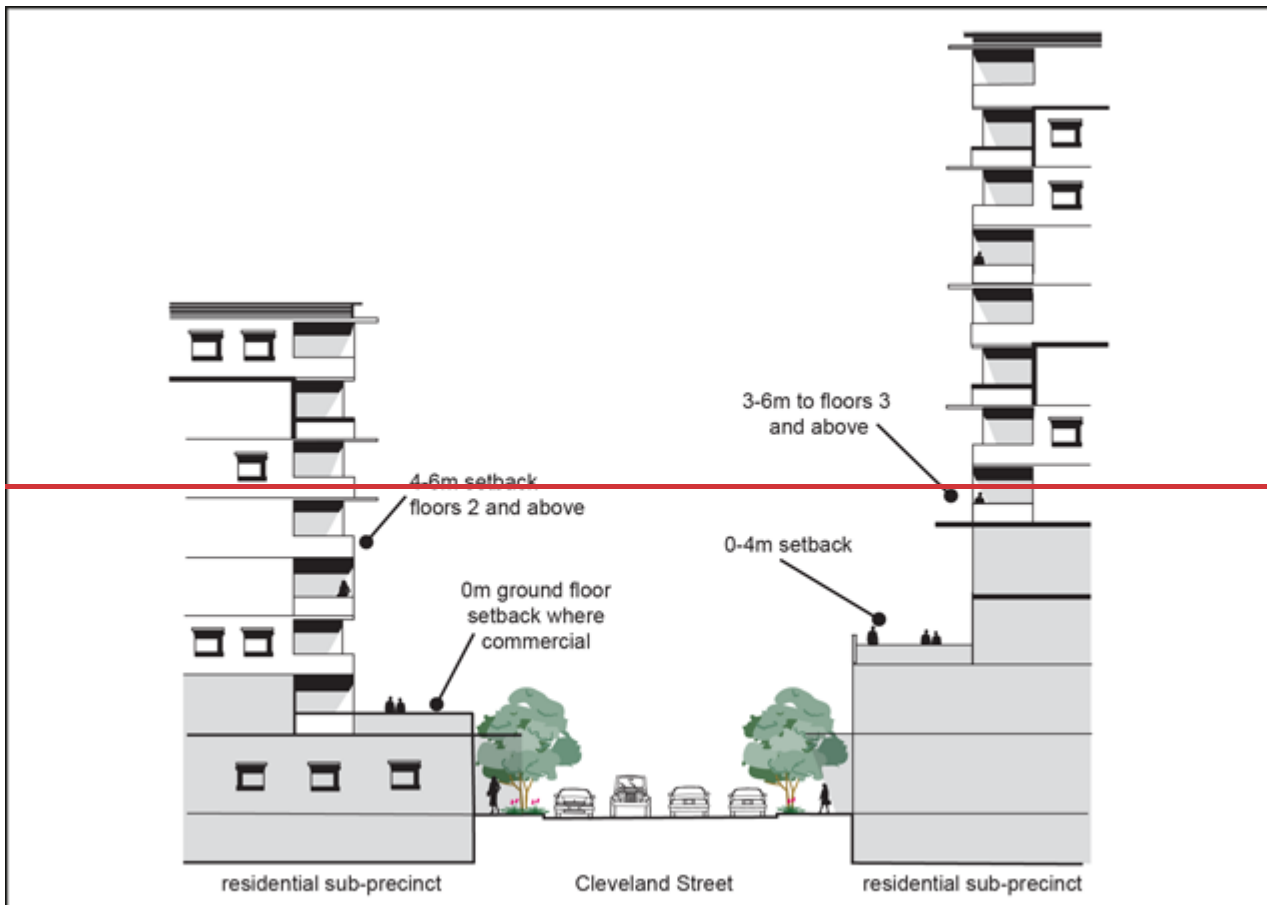 3-6m to floors 3
and above
4-6m setback
floors 2 and above
0-4m setback
0m ground floor
setback where
commercial
residential sub-precinct
Cleveland Street
residential sub-precinct